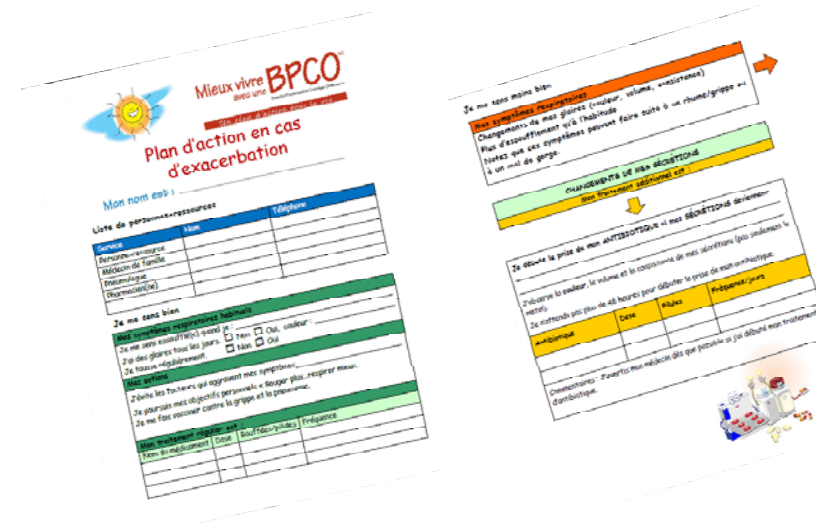 Mieux vivre
avec une BPCO
Plan d'action en cas
d'exacerbation
Mon nom est :
Liste de personnes-ressources
Service Nom Téléphone
Personne-ressource
Médecin de famille
Pneumologue
Pharmacien(ne)
Je me sens bien
Mes symptômes respiratoires habituels
Je me sens essoufflé(e) quand je :
J'ai des glaires tous les jours. Non Oui, couleur :
Je tousse régulièrement. Non Oui
Mes actions
J'évite les facteurs qui aggravent mes symptômes
Je poursuis mes objectifs personnels « Bouger plus...respirer mieux.
Je me fais vacciner contre la grippe et la pneumonie.
Mon traitement régulier est :
Nom du médicament Dose Bouffées/pilules Fréquence
Je me sens moins bien
Mes symptômes respiratoires
Changements de mes glaires (couleur, volume, consistance)
Plus d'essoufflement qu'à l'habitude
Notez que ces symptômes peuvent faire suite à un rhume/grippe ou
à un mal de gorge.
CHANGEMENTS DE MES SÉCRÉTIONS
Mon traitement additionnel est :
Je débute la prise de mon ANTIBIOTIQUE si mes SÉCRÉTIONS deviennent
J'observe la couleur, le volume et la consistance de mes sécrétions (pas seulement le
matin).
Je n'attends pas plus de 48 heures pour débuter la prise de mon antibiotique.
Antibiotique Dose Pilules Fréquence/jours
Commentaires : J'avertis mon médecin dès que possible si j'ai débuté mon traitement
d'antibiotique.